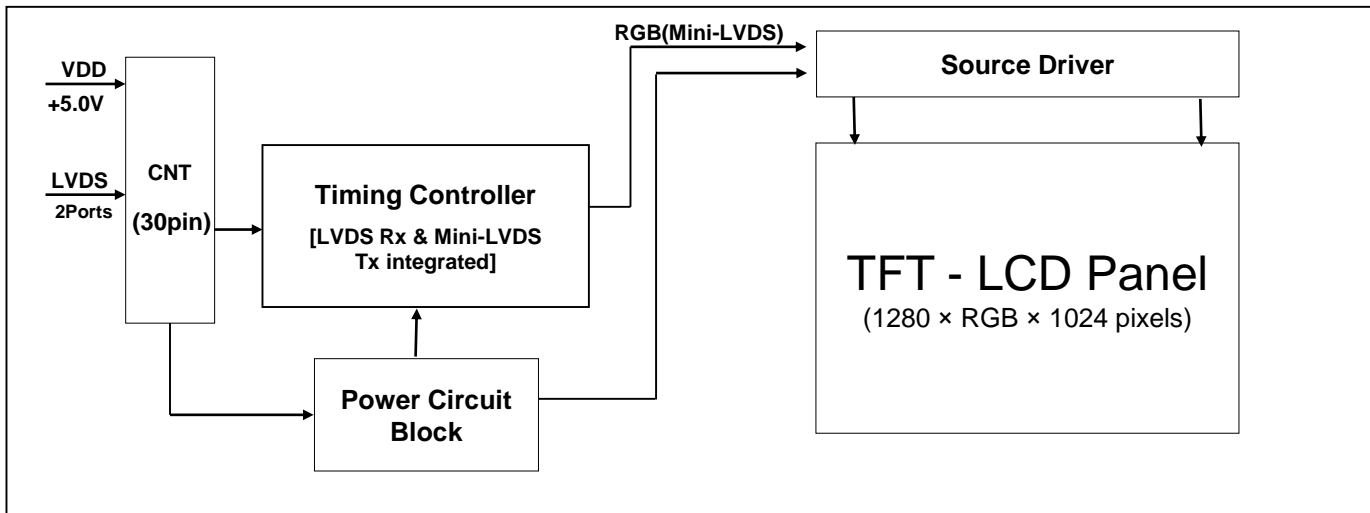 RGB(Mini-LVDS)
VDD
+5.0V
LVDS
2Ports
CNT
(30pin)
Timing Controller
[LVDS Rx & Mini-LVDS
Tx integrated]
Power Circuit
Block
Source Driver
TFT - LCD Panel
(1280 × RGB × 1024 pixels)